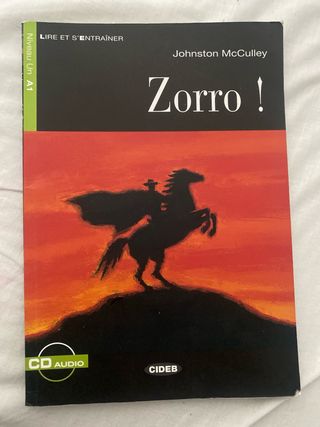 Niveau Un A1
LIRE ET S'ENTRAÎNER
Johnston McCulley
Zorro !
CD AUDIO
CIDEB